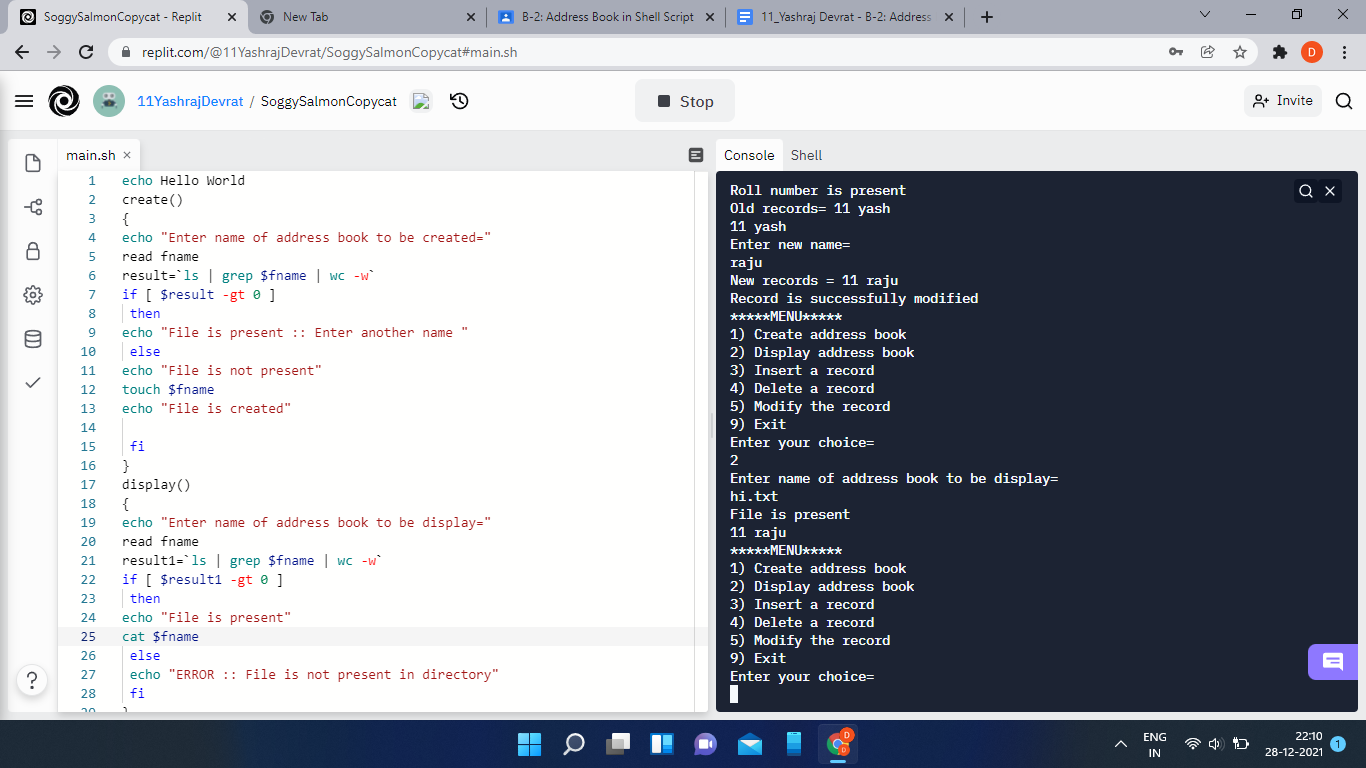 SoggySalmonCopycat - Replit
New Tab
B-2: Address Book in Shell Script
11_Yashraj Devrat - B-2: Address
replit.com/@11YashrajDevrat/SoggySalmonCopycat#main.sh
D
11YashrajDevrat / SoggySalmonCopycat
Stop
Invite
main.sh
1 echo Hello World
2 create()
3 {
4 echo "Enter name of address book to be created="
5 read fname
6 result=`ls | grep $fname | wc -w`
7 if [ $result -gt 0 ]
8 then
9 echo "File is present :: Enter another name "
10 else
11 echo "File is not present"
12 touch $fname
13 echo "File is created"
14
15 fi
16 }
17 display()
18 {
19 echo "Enter name of address book to be display="
20 read fname
21 result1=`ls | grep $fname | wc -w`
22 if [ $result1 -gt 0 ]
23 then
24 echo "File is present"
25 cat $fname
26 else
27 echo "ERROR :: File is not present in directory"
28 fi
29 }
?
Console Shell
Roll number is present
Old records= 11 yash
11 yash
Enter new name=
raju
New records = 11 raju
Record is successfully modified
*****MENU*****
1) Create address book
2) Display address book
3) Insert a record
4) Delete a record
5) Modify the record
9) Exit
Enter your choice=
2
Enter name of address book to be display=
hi.txt
File is present
11 raju
*****MENU*****
1) Create address book
2) Display address book
3) Insert a record
4) Delete a record
5) Modify the record
9) Exit
Enter your choice=
D
D
ENG
IN
22:10
28-12-2021
1